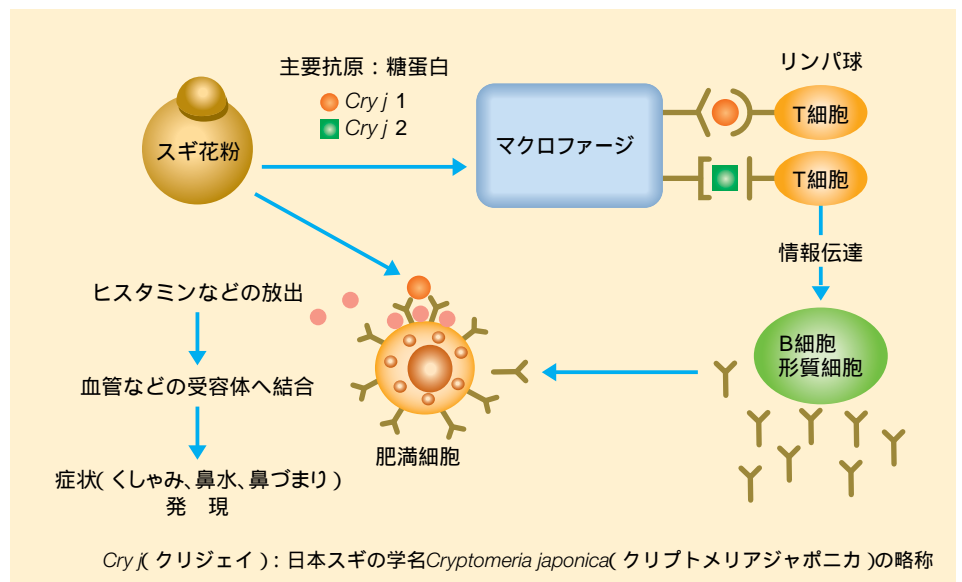 主要抗原：糖蛋白
Cry j 1
Cry j 2
スギ花粉
マクロファージ
リンパ球
T細胞
T細胞
情報伝達
B細胞
形質細胞
肥満細胞
ヒスタミンなどの放出
血管などの受容体へ結合
症状(くしゃみ、鼻水、鼻づまり)
発　現
Cry j(クリジェイ)：日本スギの学名Cryptomeria japonica(クリプトメリアジャポニカ)の略称